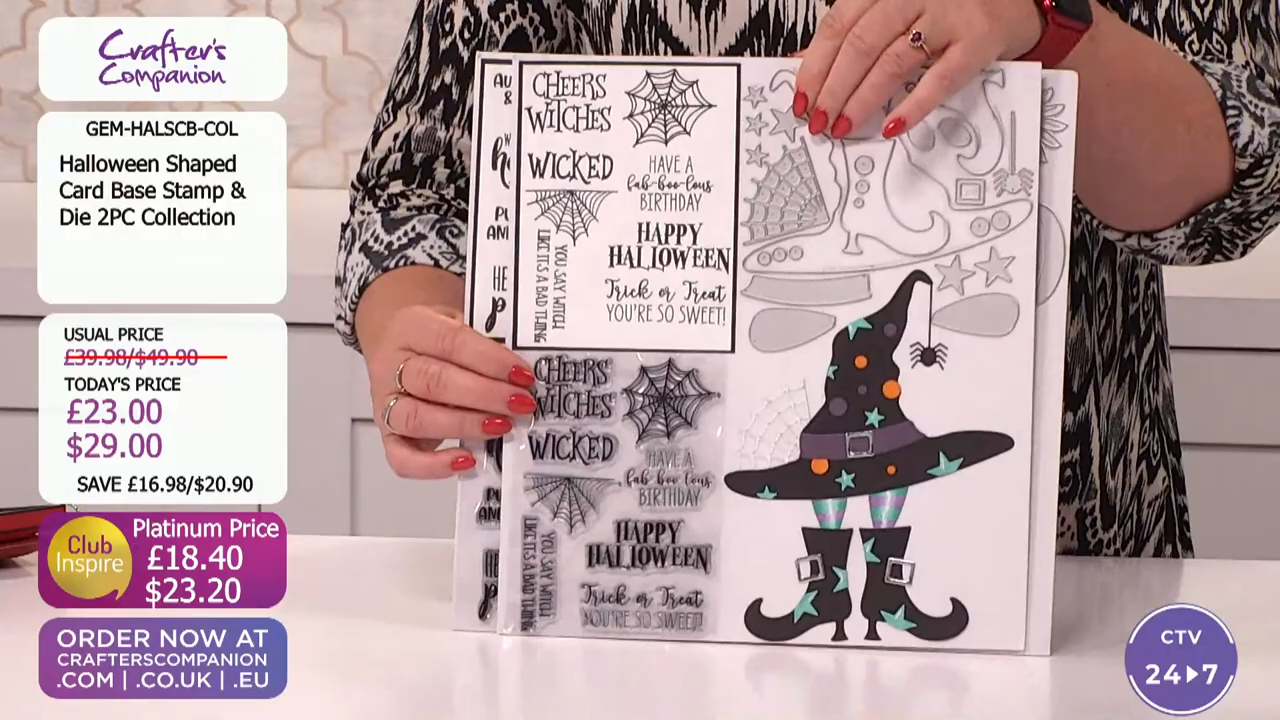 Crafter's
Companion
GEM-HALSCB-COL
Halloween Shaped
Card Base Stamp &
Die 2PC Collection
USUAL PRICE
£39.98/$49.90
TODAY'S PRICE
£23.00
$29.00
SAVE £16.98/$20.90
Club
Inspire
Platinum Price
£18.40
$23.20
ORDER NOW AT
CRAFTERSCOMPANION
.COM | .CO.UK | .EU
AU
&
CHEERS
WITCHES
WICKED
HAVE A
fab-boo-lous
BIRTHDAY
HAPPY
HALLOWEEN
YOU SAY WITCH
LIKE IT'S A BAD THING
Trick or Treat
YOU'RE SO SWEET!
HE
CHEERS
WITCHES
WICKED
HAVE A
fab-boo-lous
BIRTHDAY
HAPPY
HALLOWEEN
YOU SAY WITCH
LIKE IT'S A BAD THING
Trick or Treat
YOU'RE SO SWEET!
CTV
24▶7